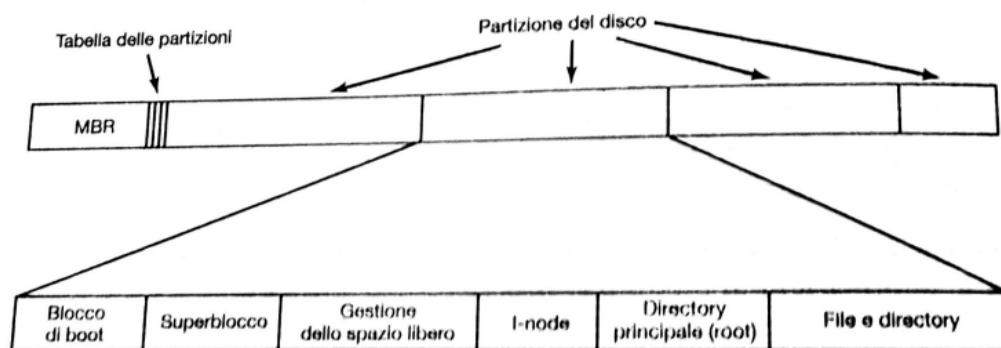 Partizione del disco
Tabella delle partizioni
MBR
Blocco
di boot
Superblocco
Gestione
dello spazio libero
I-node
Directory
principale (root)
File e directory